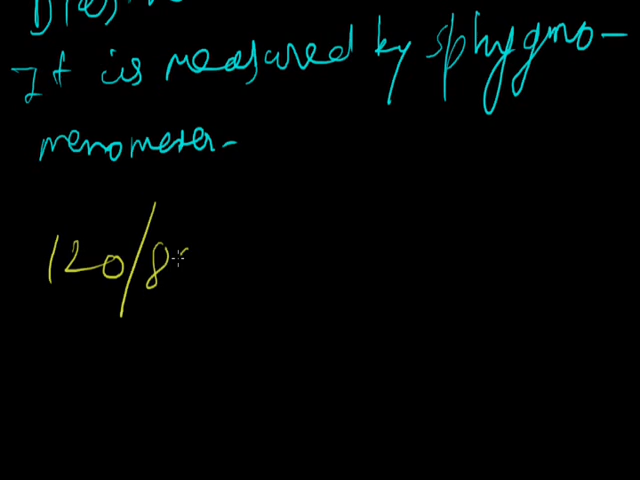 It is measured by sphygmo-
menometer-
120/8